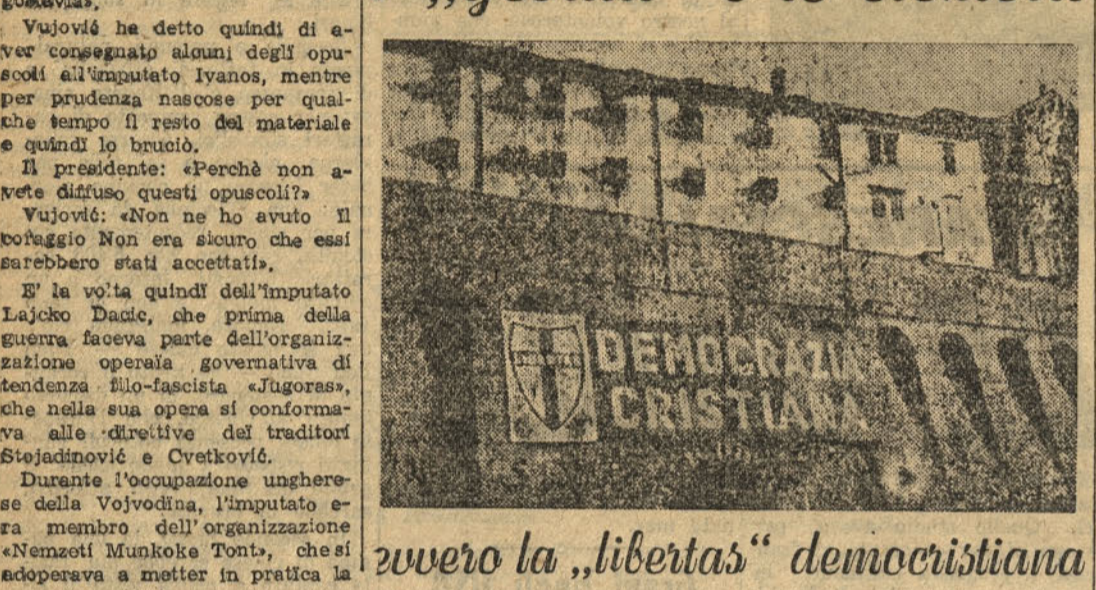 Vujović ha detto quindi di a-
ver consegnato alcuni degli opu-
scoli all'imputato Ivanos, mentre
per prudenza nascose per qual-
che tempo il resto del materiale
e quindi lo bruciò.
Il presidente: «Perchè non a-
vete diffuso questi opuscoli?»
Vujović: «Non ne ho avuto il
coraggio Non era sicuro che essi
sarebbero stati accettati».
E' la volta quindi dell'imputato
Lajcko Dacic, che prima della
guerra faceva parte dell'organiz-
zazione operaia governativa di
tendenza filo-fascista «Jugoras»,
che nella sua opera si conforma-
va alle direttive dei traditori
Stojadinović e Cvetković.
Durante l'occupazione unghere-
se della Vojvodina, l'imputato e-
ra membro dell'organizzazione
«Nemzeti Munkoke Tont», che si
adoperava a metter in pratica la
LIBERTAS
DEMOCRAZIA
CRISTIANA
ovvero la „libertas“ democristiana